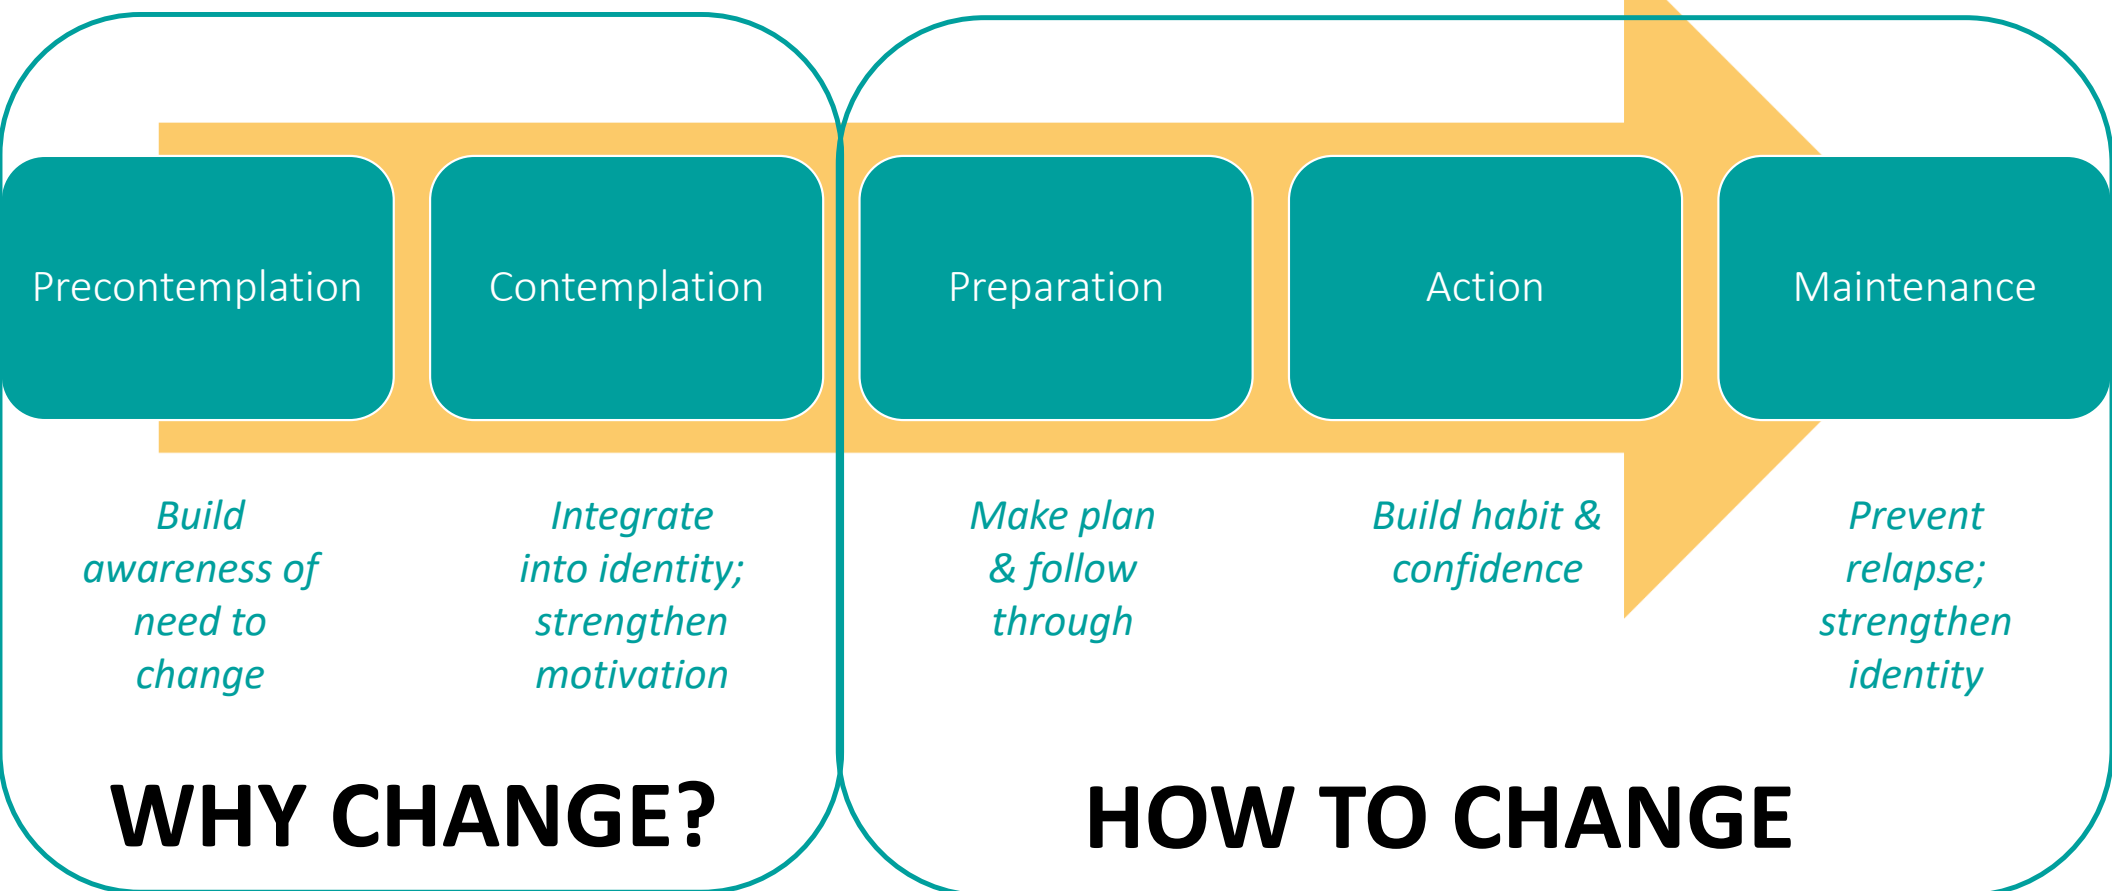 Precontemplation
Contemplation
Preparation
Action
Maintenance
Build
awareness of
need to
change
Integrate
into identity;
strengthen
motivation
Make plan
& follow
through
Build habit &
confidence
Prevent
relapse;
strengthen
identity
WHY CHANGE?
HOW TO CHANGE